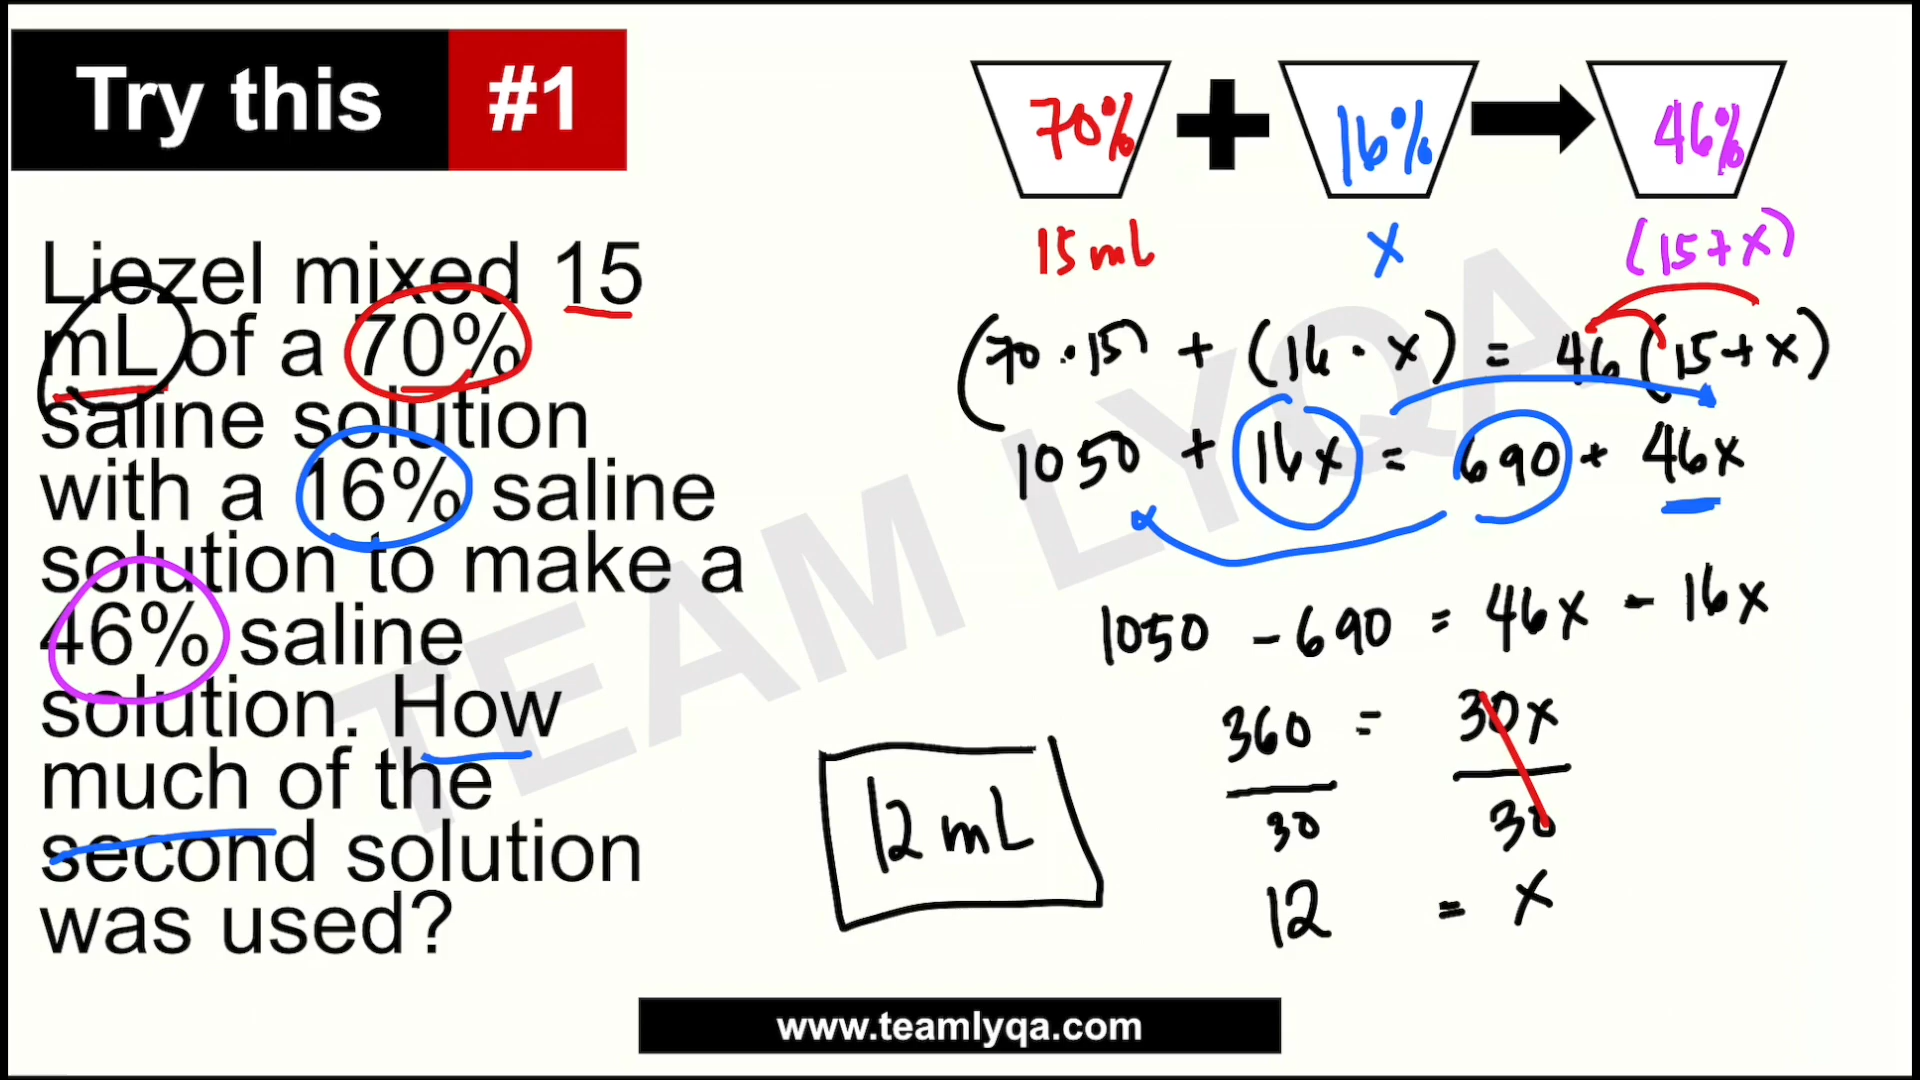 Try this #1
Liezel mixed 15
mL of a 70%
saline solution
with a 16% saline
solution to make a
46% saline
solution. How
much of the
second solution
was used?
70% + 16% 46%
15 mL x (15+x)
(70 · 15) + (16 · x) = 46 (15+x)
1050 + 16x = 690 + 46x
1050 - 690 = 46x - 16x
360 = 30x
30 30
12 = x
12 mL
TEAM LYQA
www.teamlyqa.com